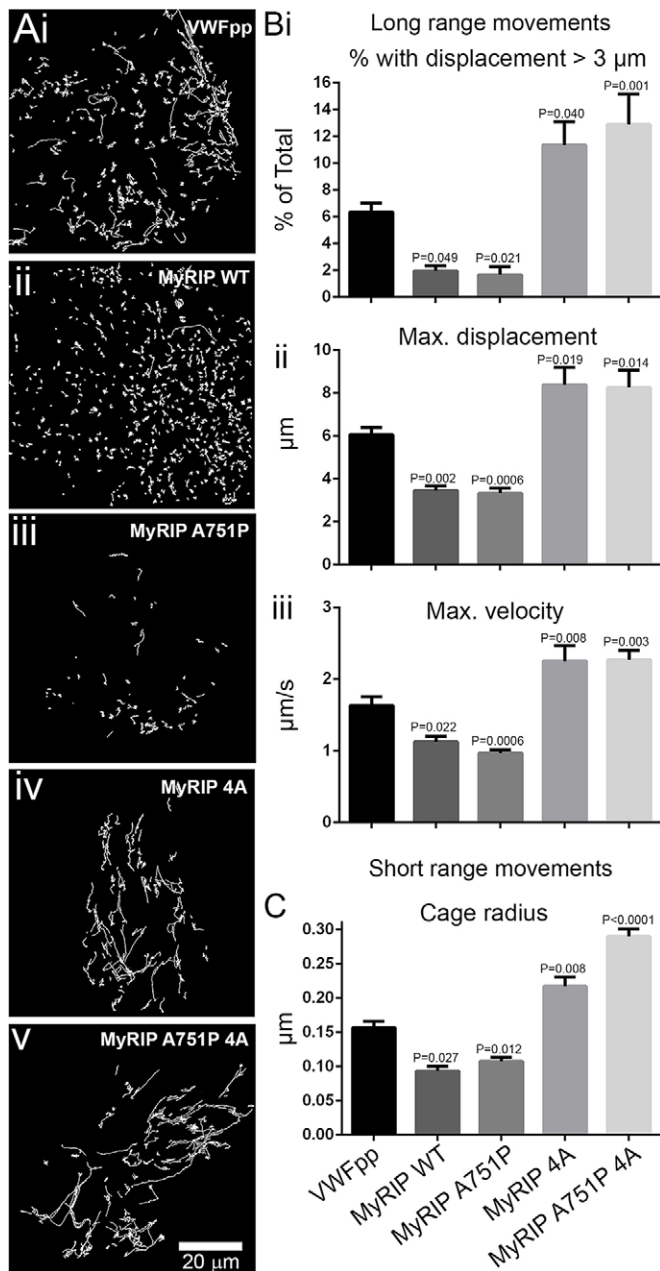 Ai
VWFpp
ii
MyRIP WT
iii
MyRIP A751P
iv
MyRIP 4A
v
MyRIP A751P 4A
20 µm
Bi
Long range movements
% with displacement > 3 µm
% of Total
16
14
12
10
8
6
4
2
0
P=0.049
P=0.021
P=0.040
P=0.001
ii
Max. displacement
µm
10
8
6
4
2
0
P=0.002
P=0.0006
P=0.019
P=0.014
iii
Max. velocity
µm/s
3
2
1
0
P=0.022
P=0.0006
P=0.008
P=0.003
Short range movements
C
Cage radius
µm
0.30
0.25
0.20
0.15
0.10
0.05
0.00
P=0.027
P=0.012
P=0.008
P<0.0001
VWFpp
MyRIP WT
MyRIP A751P
MyRIP 4A
MyRIP A751P 4A